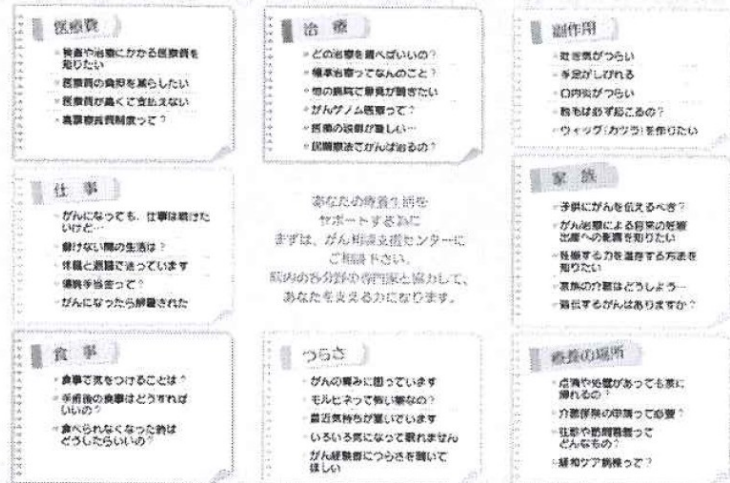 医療費
検査や治療にかかる医療費を
知りたい
医療費の負担を減らしたい
医療費が高くて支払えない
高額療養費制度って？
治 療
どの治療を選べばいいの？
標準治療ってなんのこと？
他の病院で意見が聞きたい
がんゲノム医療って？
医療の説明が難しい…
民間療法でがんは治るの？
副作用
吐き気がつらい
手足がしびれる
口内炎がつらい
脱毛は必ず起こるの？
ウィッグ(カツラ)を作りたい
仕 事
がんになっても、仕事は続けた
いけど…
働けない間の生活は？
休職と退職で迷っています
傷病手当金って？
がんになったら解雇された
あなたの療養生活を
サポートする為に
まずは、がん相談支援センターに
ご相談下さい。
院内の各分野の専門家と協力して、
あなたを支える力になります。
家 族
子供にがんを伝えるべき？
がん治療による将来の妊娠
出産への影響を知りたい
妊娠する力を温存する方法を
知りたい
家族の介護はどうしよう…
遺伝するがんはありますか？
食 事
食事で気をつけることは？
手術後の食事はどうすれば
いいの？
食べられなくなった時は
どうしたらいいの？
つらさ
がんの痛みに困っています
モルヒネって怖い薬なの？
最近気持ちが塞いでいます
いろいろ気になって眠れません
がん経験者につらさを聞いて
ほしい
療養の場所
点滴や処置があっても家に
帰れるの？
介護保険の申請って必要？
往診や訪問看護って
どんなもの？
緩和ケア病棟って？